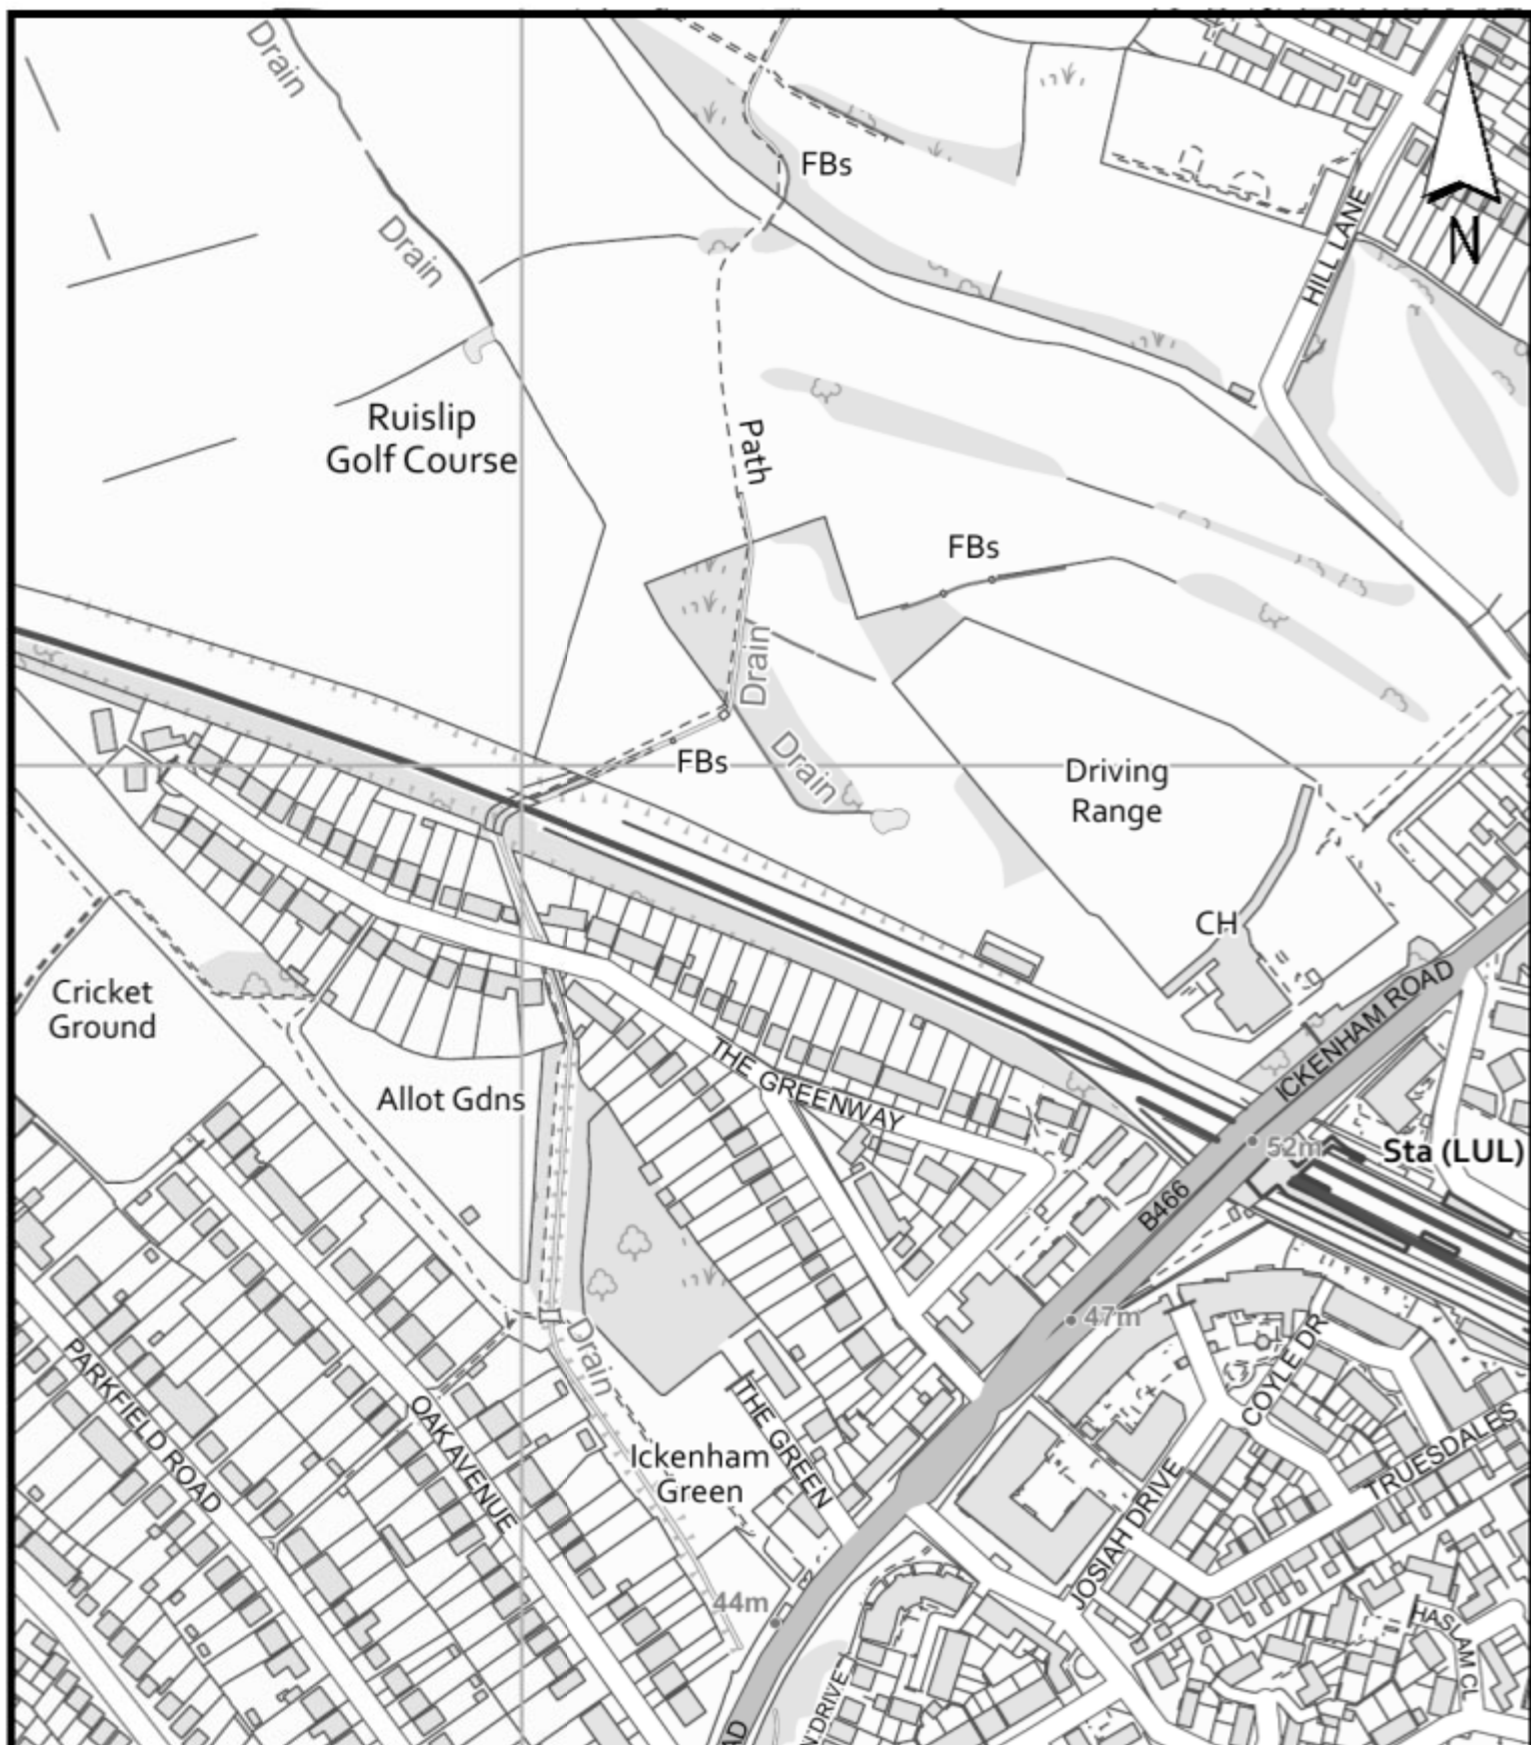 Drain
FBs
HILL LANE
N
Drain
Ruislip
Golf Course
Path
FBs
Drain
FBs
Drain
Driving
Range
CH
Cricket
Ground
ICKENHAM ROAD
THE GREENWAY
Allot Gdns
52m
Sta (LUL)
B466
47m
Drain
COYLE DR
PARKFIELD ROAD
OAK AVENUE
THE GREEN
TRUESDALES
Ickenham
Green
JOSIAH DRIVE
44m
HASLAM CL
DRIVE
AD